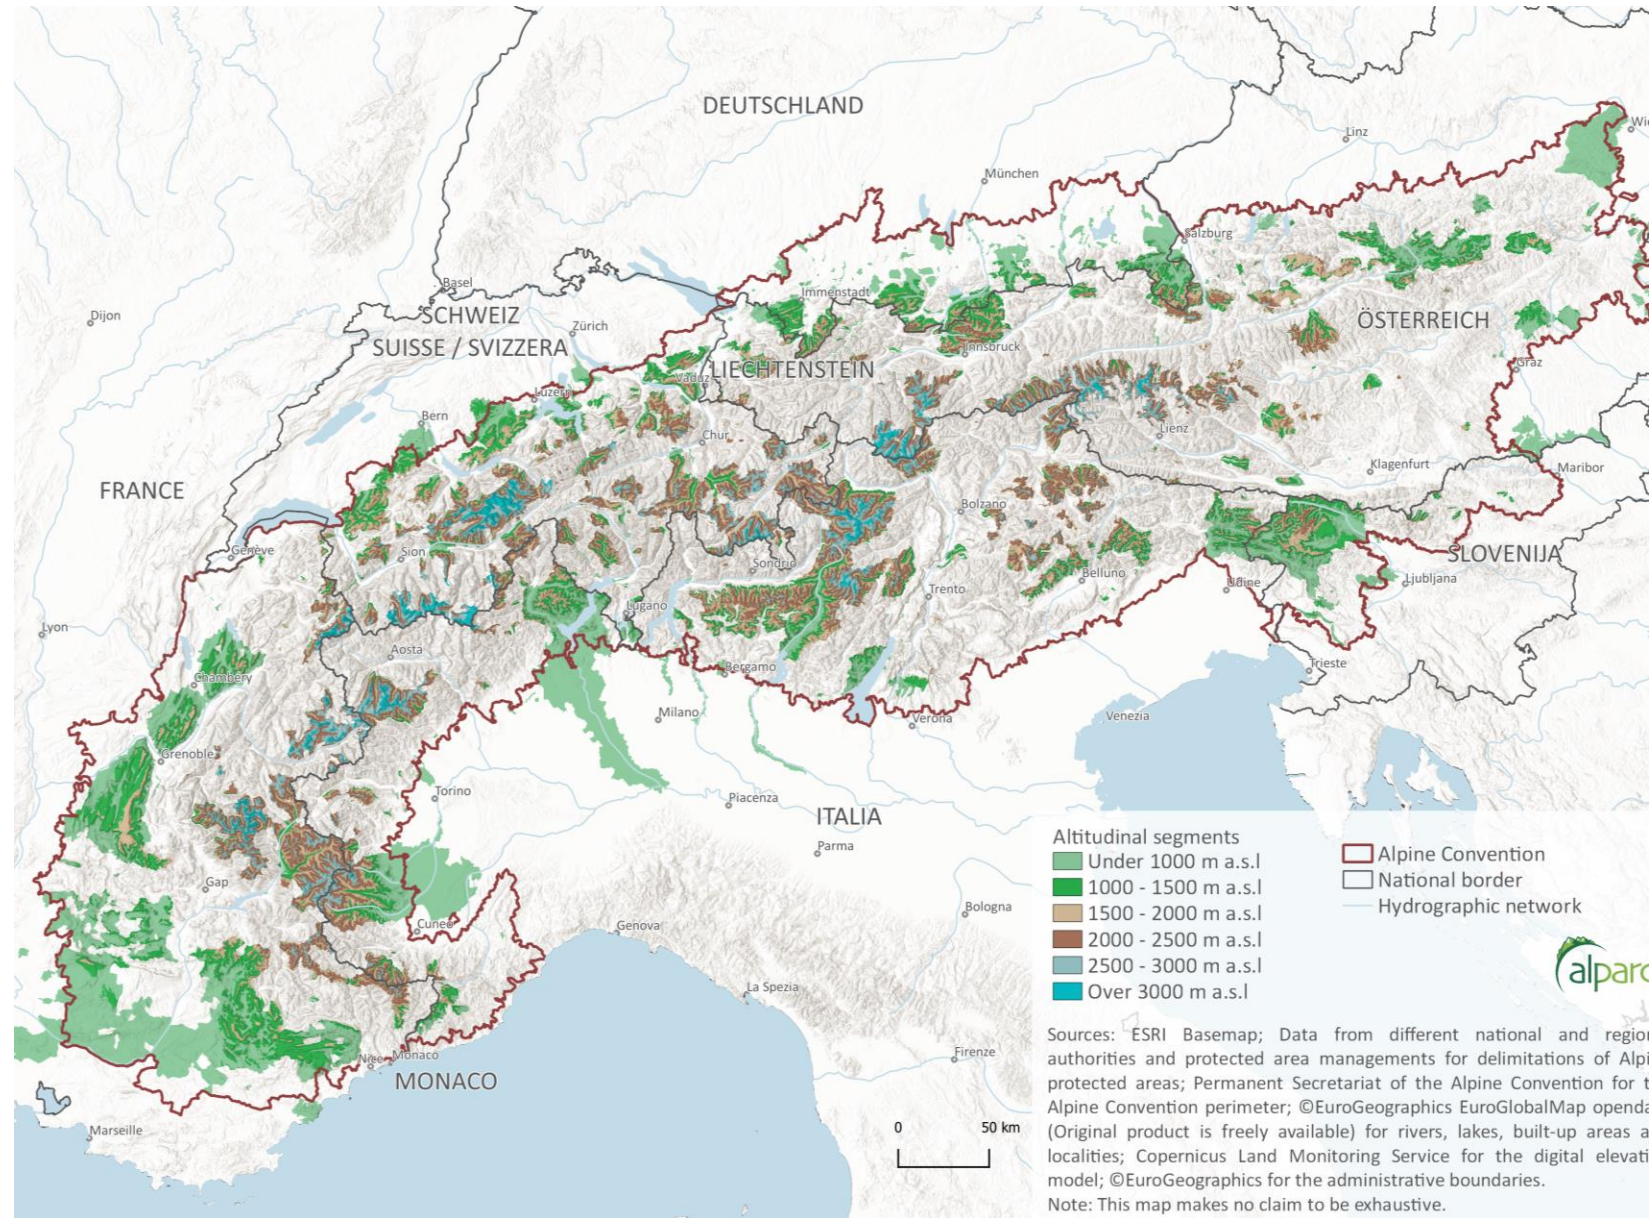 DEUTSCHLAND
Linz
Wie
München
Salzburg
Basel
Immenstadt
Dijon
SCHWEIZ
Zürich
ÖSTERREICH
SUISSE / SVIZZERA
Innsbruck
Vaduz
LIECHTENSTEIN
Graz
Luzern
Bern
Chur
Lienz
Klagenfurt
Maribor
FRANCE
Bolzano
Genève
Sion
SLOVENIJA
Sondrio
Belluno
Udine
Ljubljana
Trento
Lugano
Lyon
Aosta
Bergamo
Trieste
Chambéry
Milano
Verona
Venezia
Grenoble
Torino
Piacenza
ITALIA
Parma
Gap
Cuneo
Genova
Bologna
La Spezia
Nice
Monaco
Firenze
MONACO
Marseille
0 50 km
Altitudinal segments
Under 1000 m a.s.l
1000 - 1500 m a.s.l
1500 - 2000 m a.s.l
2000 - 2500 m a.s.l
2500 - 3000 m a.s.l
Over 3000 m a.s.l
Alpine Convention
National border
Hydrographic network
alparc
Sources: ESRI Basemap; Data from different national and region
authorities and protected area managements for delimitations of Alpi
protected areas; Permanent Secretariat of the Alpine Convention for t
Alpine Convention perimeter; ©EuroGeographics EuroGlobalMap openda
(Original product is freely available) for rivers, lakes, built-up areas a
localities; Copernicus Land Monitoring Service for the digital elevati
model; ©EuroGeographics for the administrative boundaries.
Note: This map makes no claim to be exhaustive.